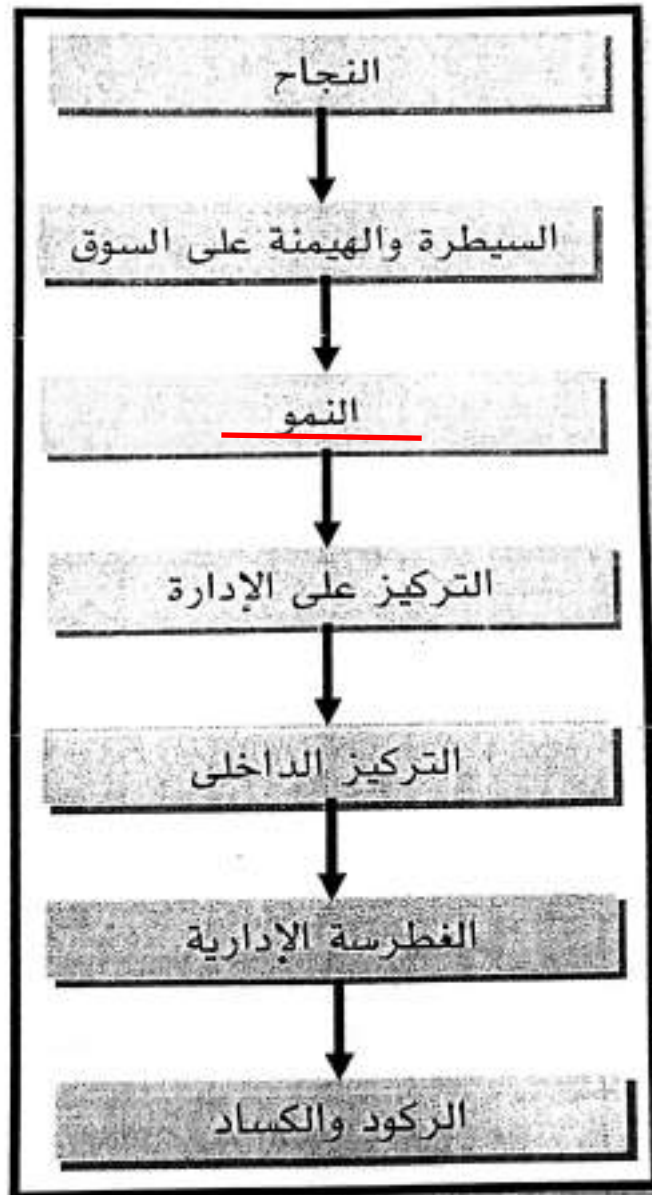 النجاح
السيطرة والهيمنة على السوق
النمو
التركيز على الإدارة
التركيز الداخلى
الغطرسة الإدارية
الركود والكساد